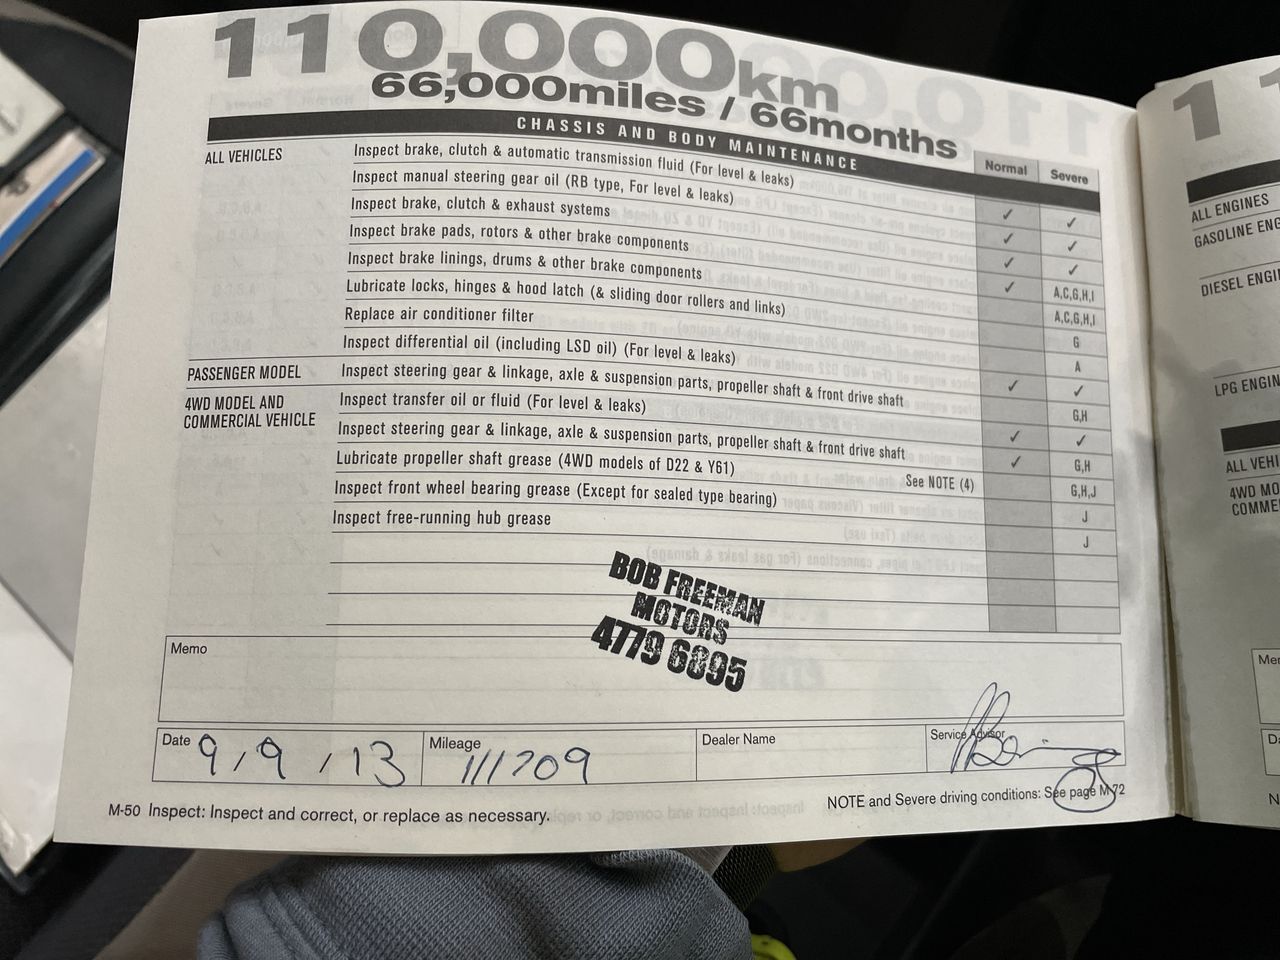 110,000km
66,000miles / 66months
CHASSIS AND BODY MAINTENANCE
Normal Severe
ALL VEHICLES Inspect brake, clutch & automatic transmission fluid (For level & leaks) ✓ ✓
Inspect manual steering gear oil (RB type, For level & leaks) ✓ ✓
Inspect brake, clutch & exhaust systems ✓ ✓
Inspect brake pads, rotors & other brake components ✓ A,C,G,H,I
Inspect brake linings, drums & other brake components A,C,G,H,I
Lubricate locks, hinges & hood latch (& sliding door rollers and links) G
Replace air conditioner filter A
Inspect differential oil (including LSD oil) (For level & leaks) ✓ ✓
PASSENGER MODEL Inspect steering gear & linkage, axle & suspension parts, propeller shaft & front drive shaft G,H
4WD MODEL AND COMMERCIAL VEHICLE Inspect transfer oil or fluid (For level & leaks) ✓ ✓
Inspect steering gear & linkage, axle & suspension parts, propeller shaft & front drive shaft ✓ G,H
Lubricate propeller shaft grease (4WD models of D22 & Y61) See NOTE (4) G,H,J
Inspect front wheel bearing grease (Except for sealed type bearing) J
Inspect free-running hub grease J
BOB FREEMAN
MOTORS
4779 6895
Memo
Date 9/9/13 Mileage 111709 Dealer Name Service Advisor
M-50 Inspect: Inspect and correct, or replace as necessary.
NOTE and Severe driving conditions: See page M-72
1 1
ALL ENGINES
GASOLINE ENG
DIESEL ENGI
LPG ENGIN
ALL VEHI
4WD MO
COMME